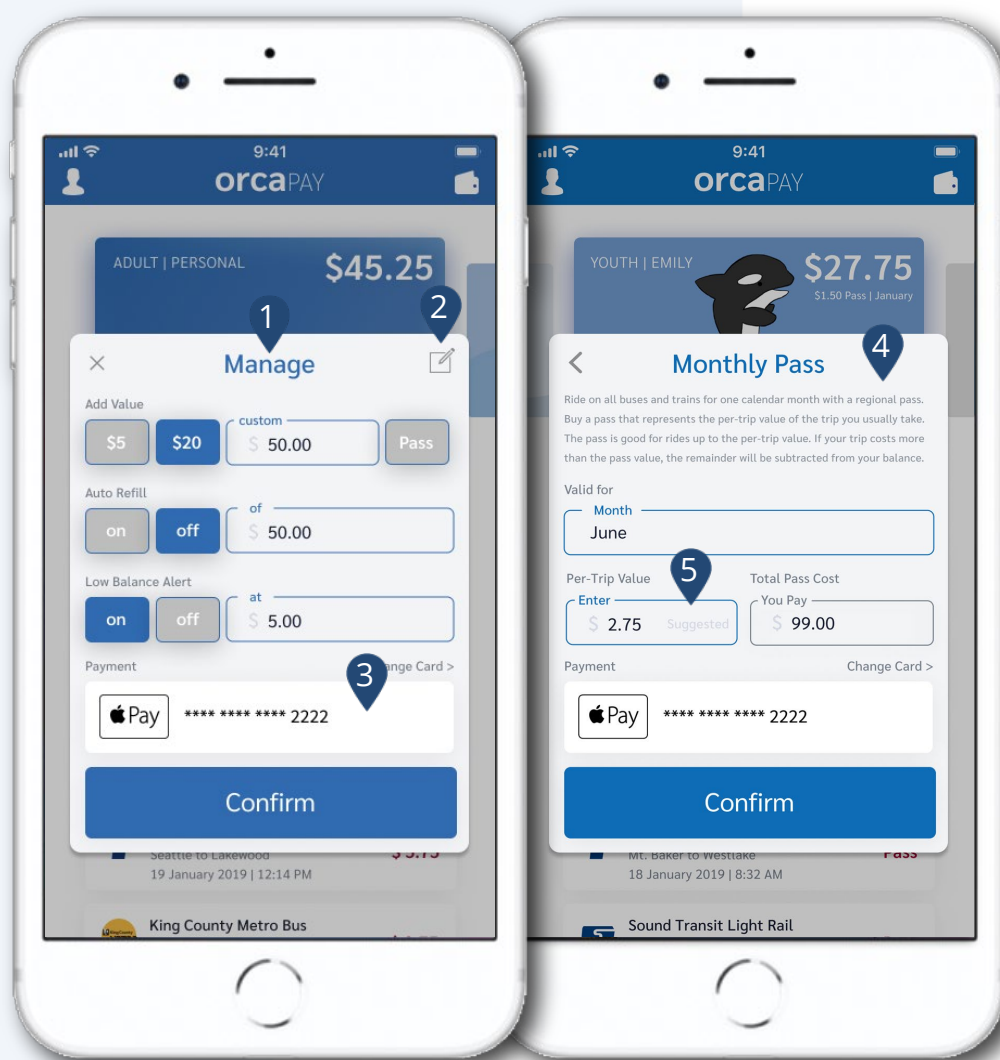 9:41
orcaPAY
ADULT | PERSONAL
$45.25
1
2
Manage
Add Value
$5
$20
custom
$ 50.00
Pass
Auto Refill
on
off
of
$ 50.00
Low Balance Alert
on
off
at
$ 5.00
Payment
Card >
3
Pay
**** **** **** 2222
Confirm
Seattle to Lakewood
$ 5.75
19 January 2019 | 12:14 PM
King County Metro Bus
9:41
orcaPAY
YOUTH | EMILY
$27.75
$1.50 Pass | January
4
Monthly Pass
Ride on all buses and trains for one calendar month with a regional pass.
Buy a pass that represents the per-trip value of the trip you usually take.
The pass is good for rides up to the per-trip value. If your trip costs more
than the pass value, the remainder will be subtracted from your balance.
Valid for
Month
June
Per-Trip Value
5
Total Pass Cost
Enter
$ 2.75 Suggested
You Pay
$ 99.00
Payment
Change Card >
Pay
**** **** **** 2222
Confirm
Mt. Baker to Westlake
Pass
18 January 2019 | 8:32 AM
Sound Transit Light Rail